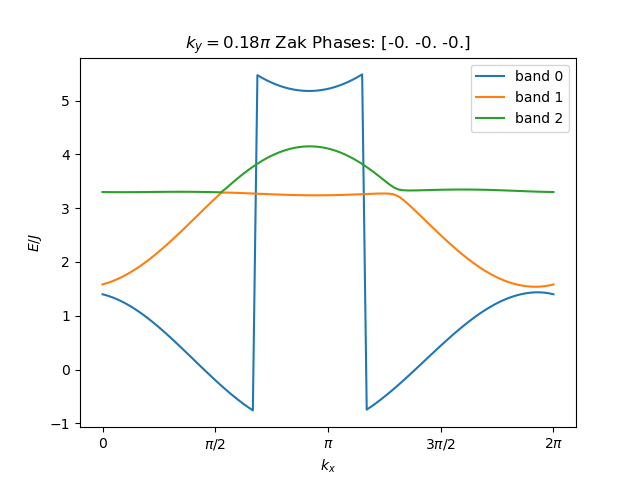 $k_y = 0.18\pi$ Zak Phases: [-0. -0. -0.]
band 0
band 1
band 2
E/J
5
4
3
2
1
0
−1
0
π/2
π
3π/2
2π
$k_x$